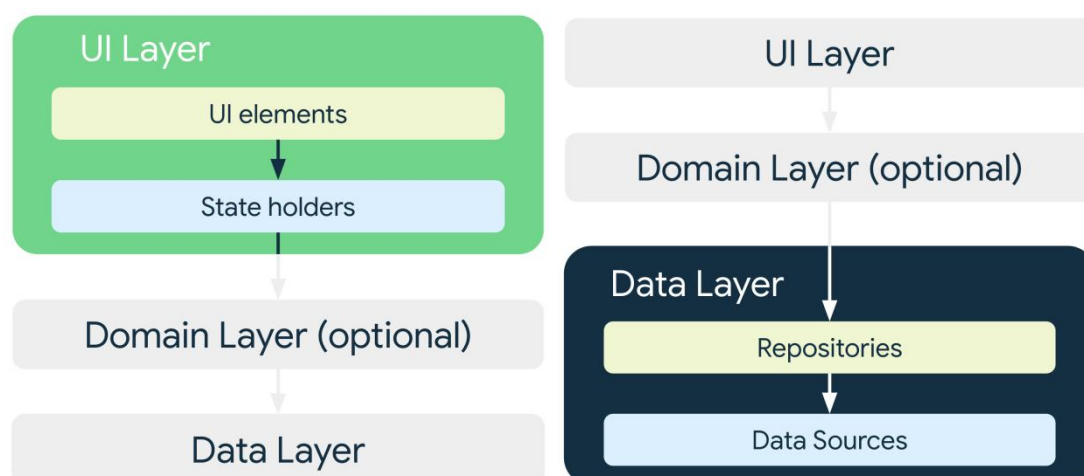 UI Layer
UI elements
State holders
Domain Layer (optional)
Data Layer
UI Layer
Domain Layer (optional)
Data Layer
Repositories
Data Sources